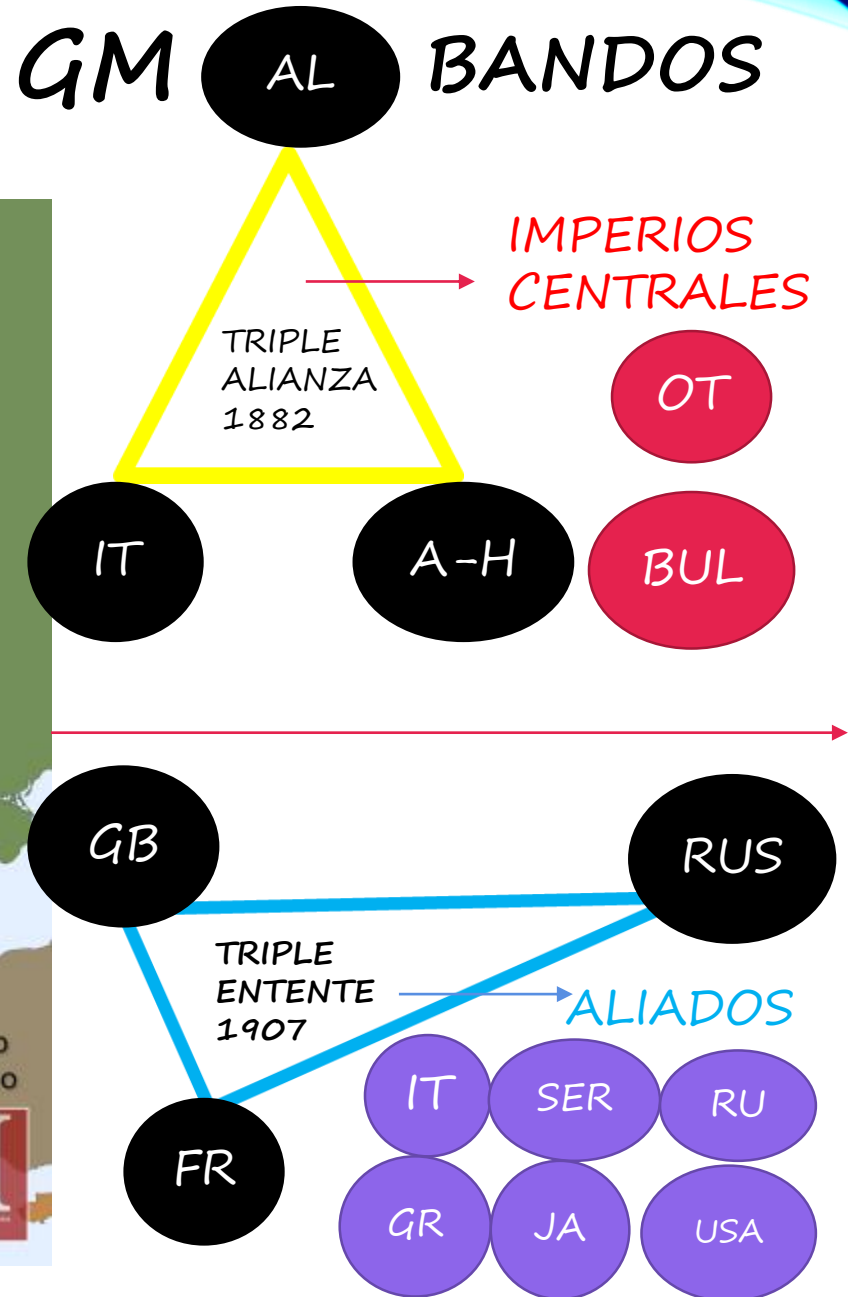 GM AL BANDOS
IMPERIOS
CENTRALES
TRIPLE
ALIANZA
1882
OT
IT
A-H
BUL
GB
RUS
TRIPLE
ENTENTE
1907
ALIADOS
IT
SER
RU
FR
GR
JA
USA